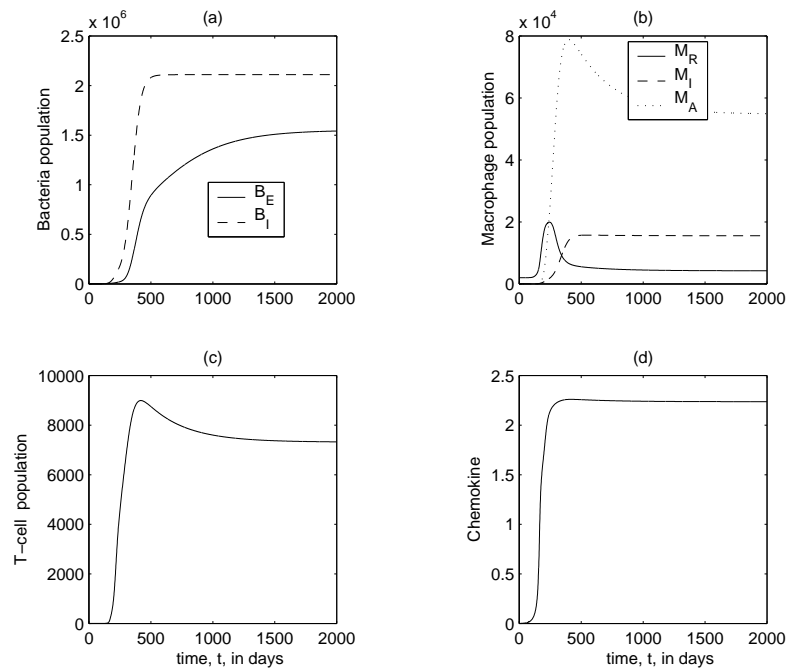 (a)
x 10^6
2.5
2
1.5
1
0.5
0
0 500 1000 1500 2000
Bacteria population
B_E
B_I
(b)
x 10^4
8
6
4
2
0
0 500 1000 1500 2000
Macrophage population
M_R
M_I
M_A
(c)
10000
8000
6000
4000
2000
0
0 500 1000 1500 2000
T-cell population
time, t, in days
(d)
2.5
2
1.5
1
0.5
0
0 500 1000 1500 2000
Chemokine
time, t, in days